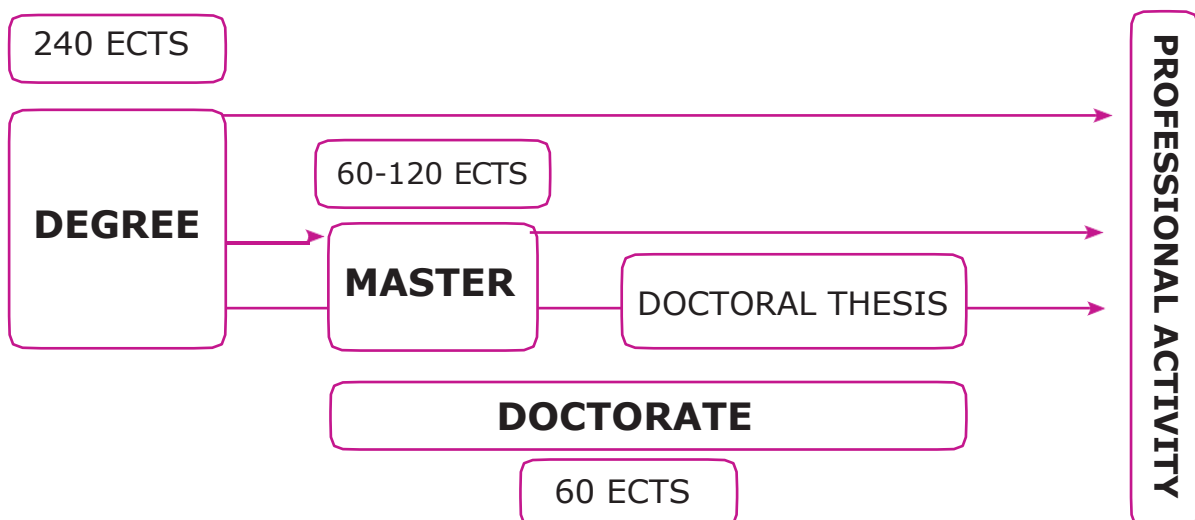 240 ECTS
DEGREE
60-120 ECTS
MASTER
DOCTORAL THESIS
DOCTORATE
60 ECTS
PROFESSIONAL ACTIVITY